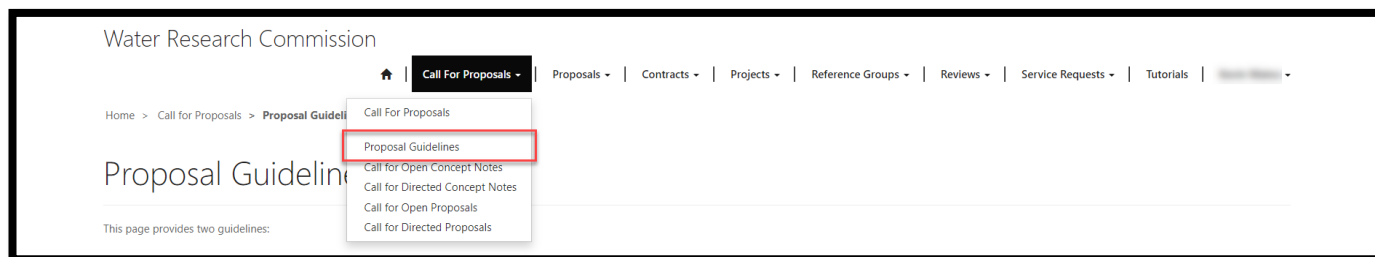 Water Research Commission
Call For Proposals | Proposals | Contracts | Projects | Reference Groups | Reviews | Service Requests | Tutorials |
Home > Call for Proposals > Proposal Guideli
Call For Proposals
Proposal Guidelines
Call for Open Concept Notes
Call for Directed Concept Notes
Call for Open Proposals
Call for Directed Proposals
Proposal Guidelin
This page provides two guidelines: